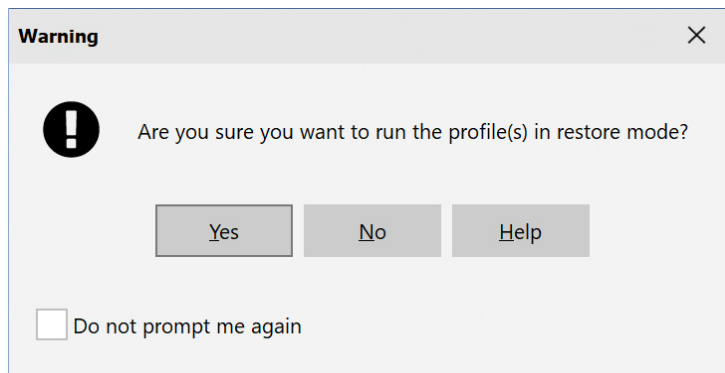 Warning
Are you sure you want to run the profile(s) in restore mode?
Yes No Help
Do not prompt me again